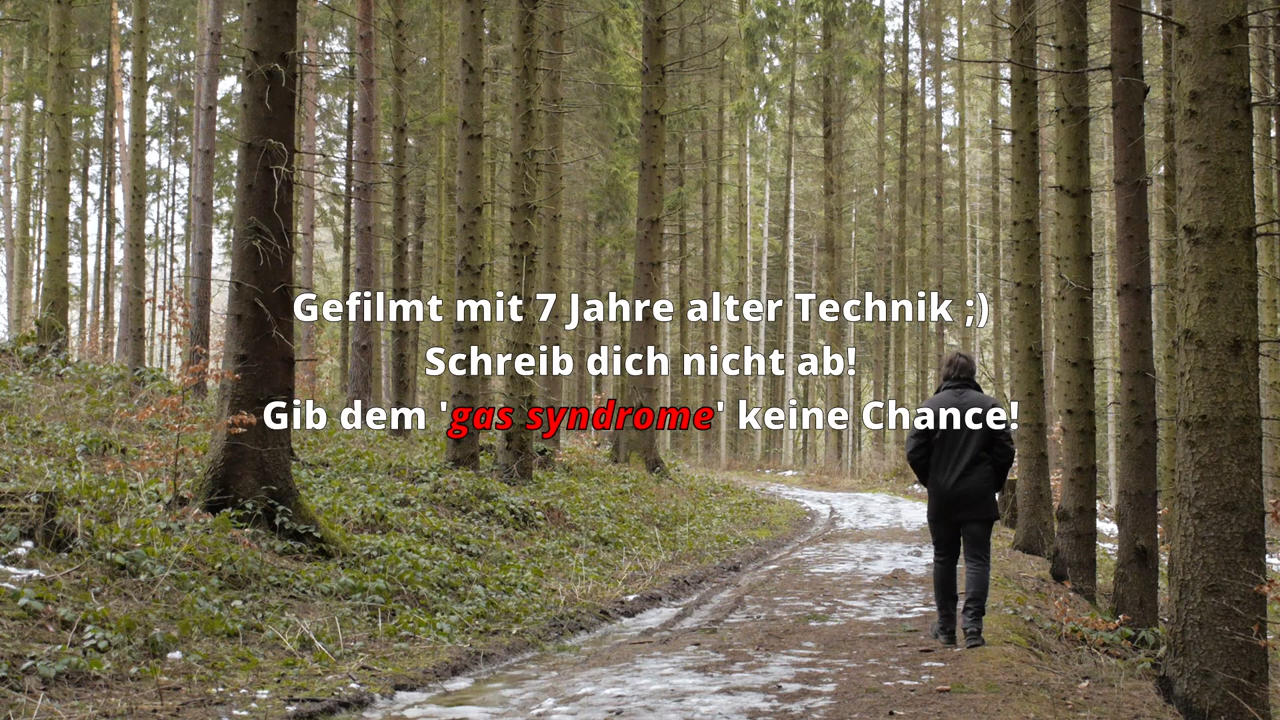 Gefilmt mit 7 Jahre alter Technik ;)
Schreib dich nicht ab!
Gib dem 'gas syndrome' keine Chance!